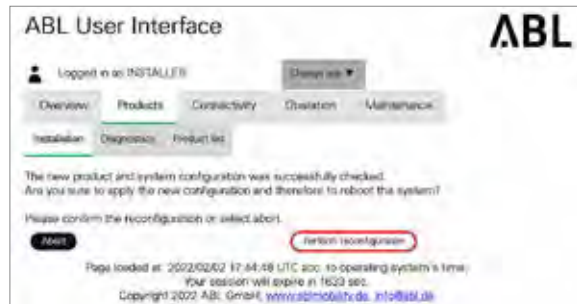 ABL User Interface
ABL
Logged in as INSTALLER
Change role ▼
Overview Products Connectivity Operation Maintenance
Installation Diagnostics Product list
The new product and system configuration was successfully checked.
Are you sure to apply the new configuration and therefore to reboot the system?
Please confirm the reconfiguration or select abort.
Abort Perform reconfiguration
Page loaded at: 2022/02/02 17:44:48 UTC acc. to operating system's time.
Your session will expire in 1623 sec.
Copyright 2022 ABL GmbH, www.ablmobility.de, info@abl.de